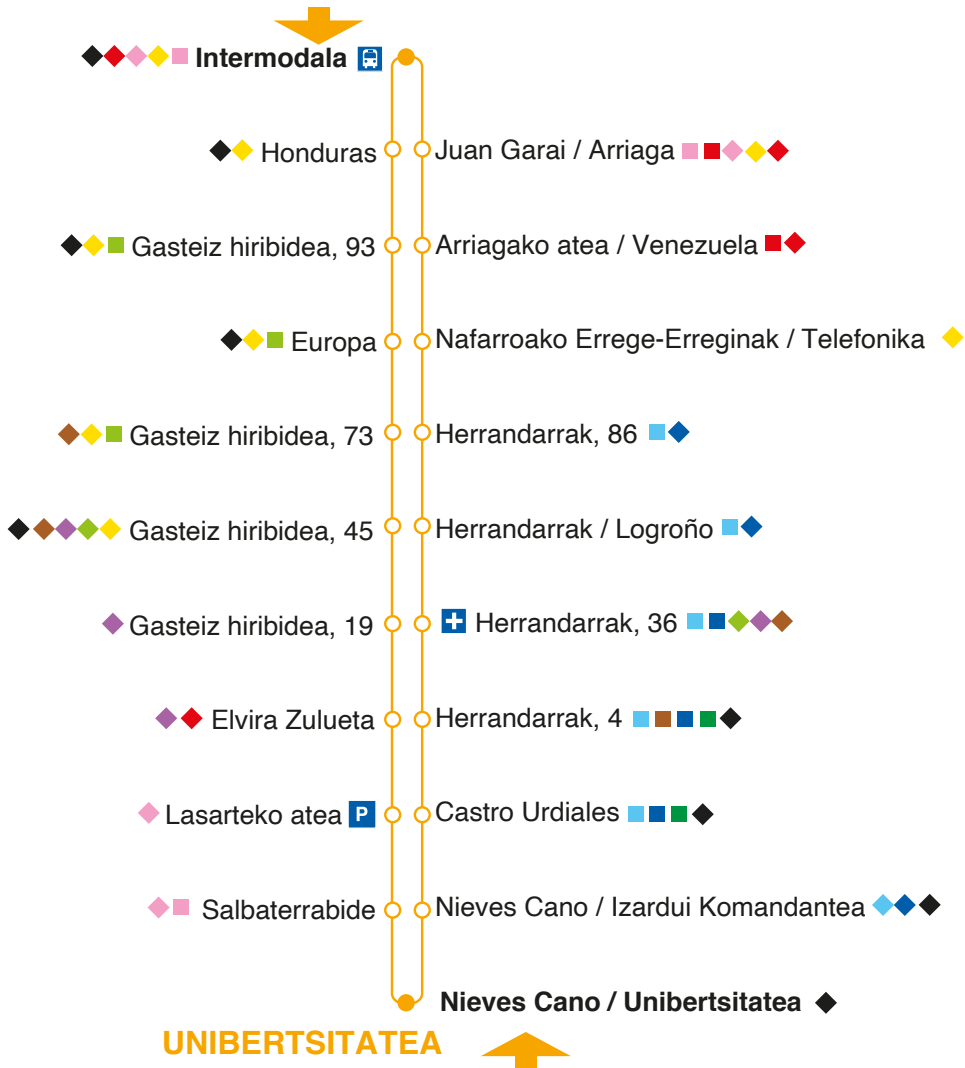 Intermodala
Honduras
Juan Garai / Arriaga
Gasteiz hiribidea, 93
Arriagako atea / Venezuela
Europa
Nafarroako Errege-Erreginak / Telefonika
Gasteiz hiribidea, 73
Herrandarrak, 86
Gasteiz hiribidea, 45
Herrandarrak / Logroño
Gasteiz hiribidea, 19
Herrandarrak, 36
Elvira Zulueta
Herrandarrak, 4
Lasarteko atea P
Castro Urdiales
Salbaterrabide
Nieves Cano / Izardui Komandantea
Nieves Cano / Unibertsitatea
UNIBERTSITATEA